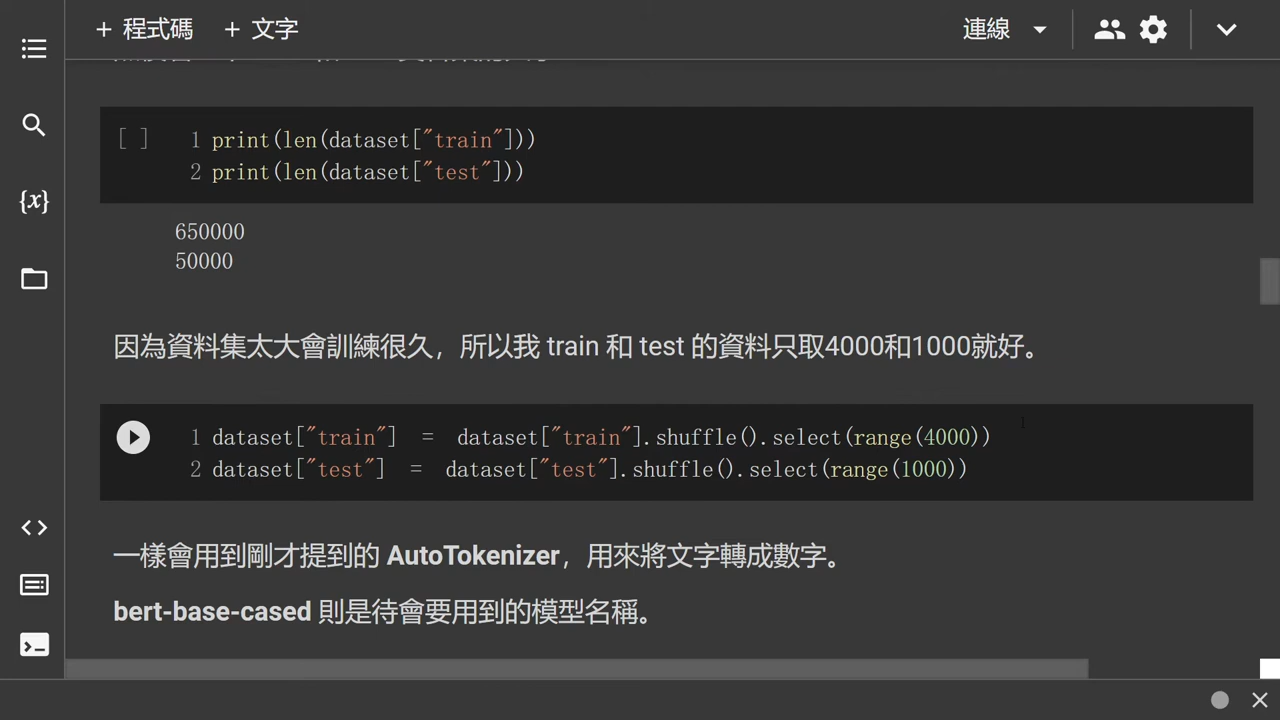 + 程式碼 + 文字 連線
[ ] 1 print(len(dataset["train"]))
2 print(len(dataset["test"]))
650000
50000
因為資料集太大會訓練很久，所以我 train 和 test 的資料只取4000和1000就好。
1 dataset["train"] = dataset["train"].shuffle().select(range(4000))
2 dataset["test"] = dataset["test"].shuffle().select(range(1000))
一樣會用到剛才提到的 AutoTokenizer，用來將文字轉成數字。
bert-base-cased 則是待會要用到的模型名稱。